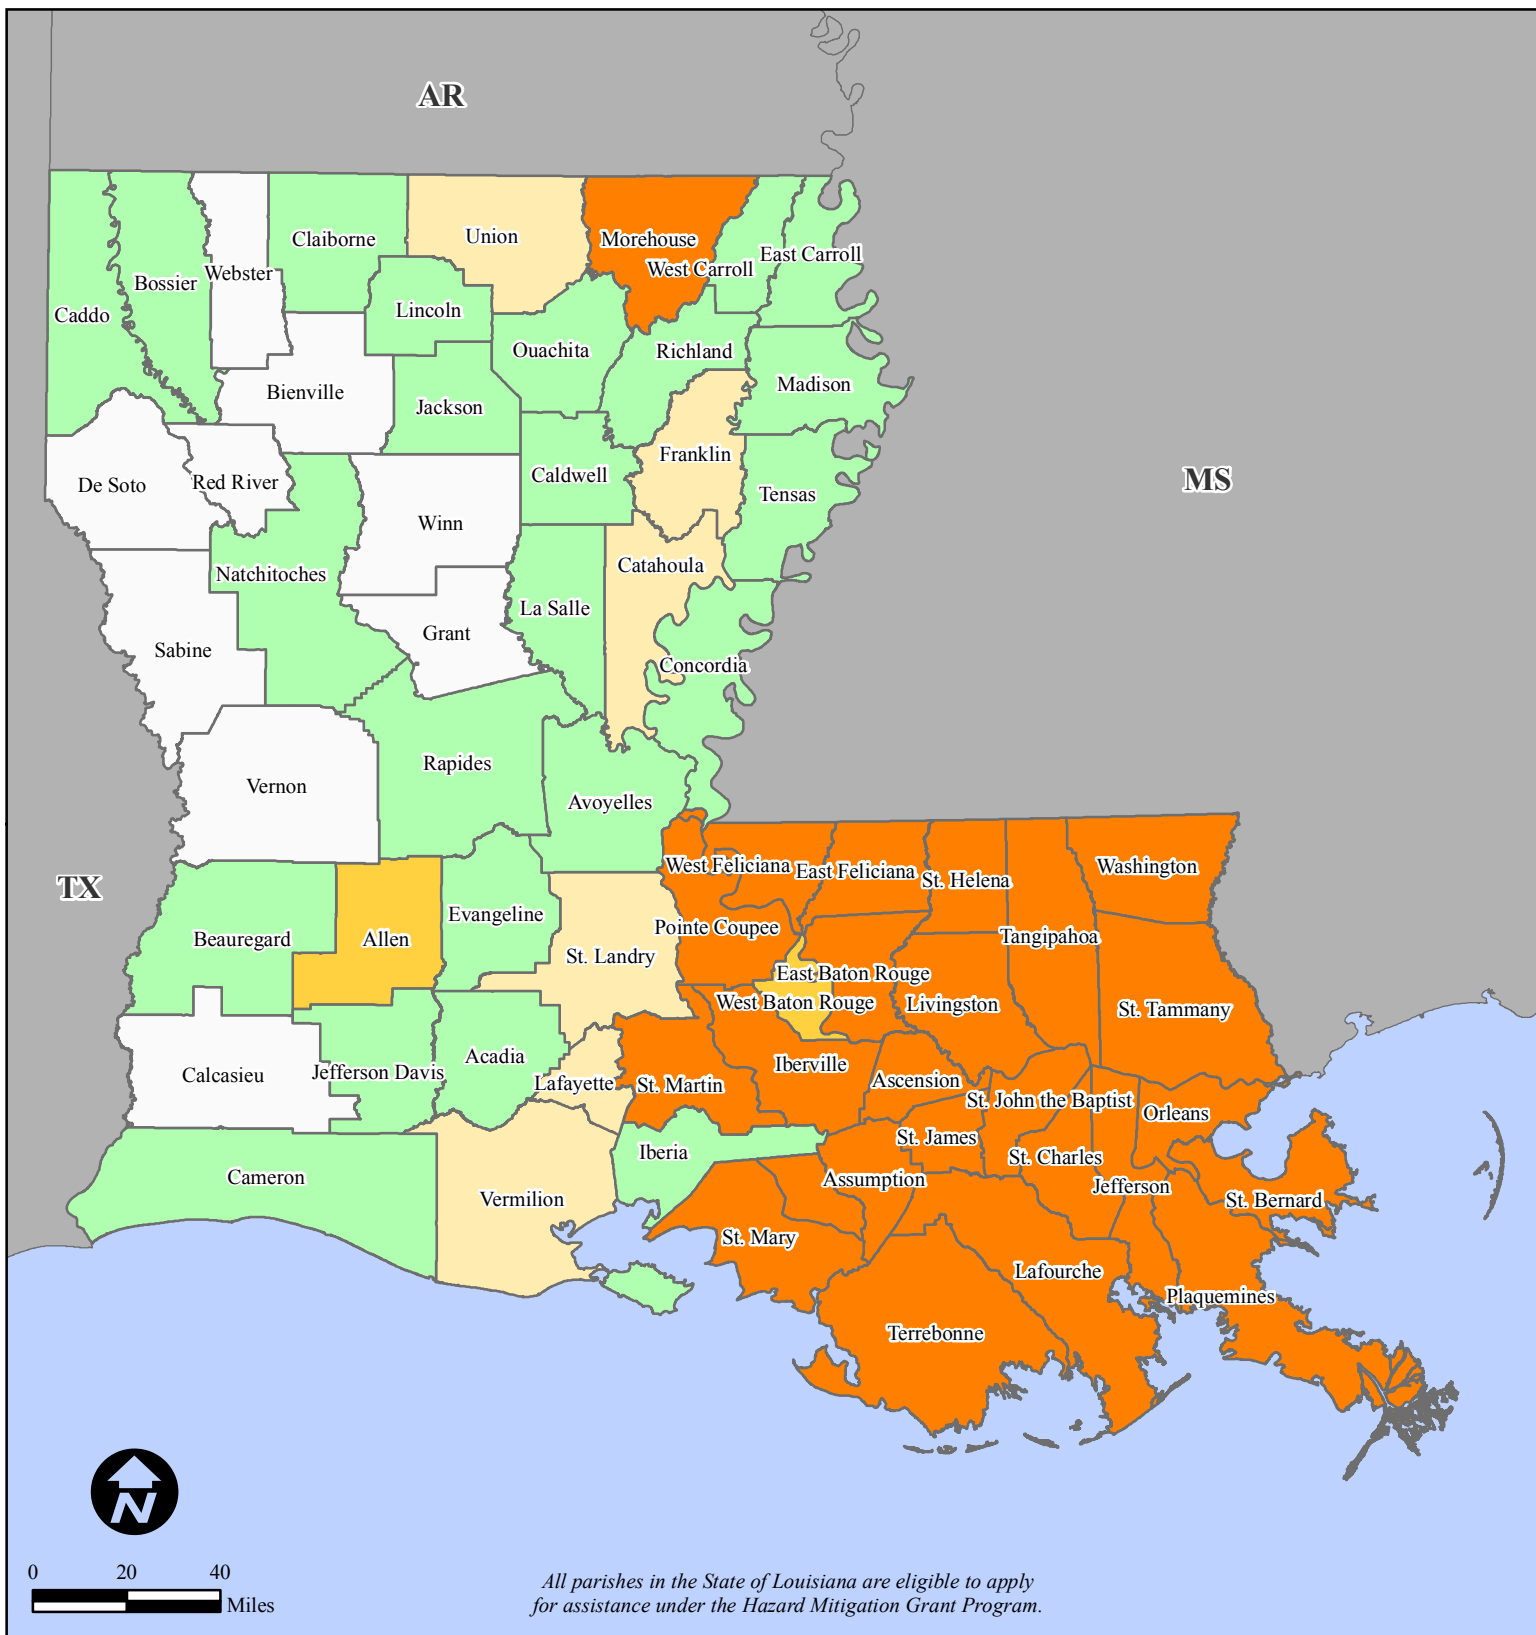 AR
Union
Claiborne
Morehouse
East Carroll
West Carroll
Webster
Bossier
Lincoln
Caddo
Ouachita
Richland
Madison
Bienville
Jackson
Franklin
Caldwell
MS
Red River
De Soto
Tensas
Winn
Catahoula
Natchitoches
La Salle
Grant
Sabine
Concordia
Rapides
Vernon
Avoyelles
West Feliciana
East Feliciana
St. Helena
Washington
TX
Evangeline
Pointe Coupee
Tangipahoa
Beauregard
Allen
St. Landry
East Baton Rouge
West Baton Rouge
Livingston
St. Tammany
Acadia
Iberville
Jefferson Davis
Calcasieu
Lafayette
St. Martin
Ascension
St. John the Baptist
Orleans
St. James
Iberia
St. Charles
Cameron
Assumption
Jefferson
Vermilion
St. Bernard
St. Mary
Lafourche
Plaquemines
Terrebonne
N
0 20 40
Miles
All parishes in the State of Louisiana are eligible to apply
for assistance under the Hazard Mitigation Grant Program.